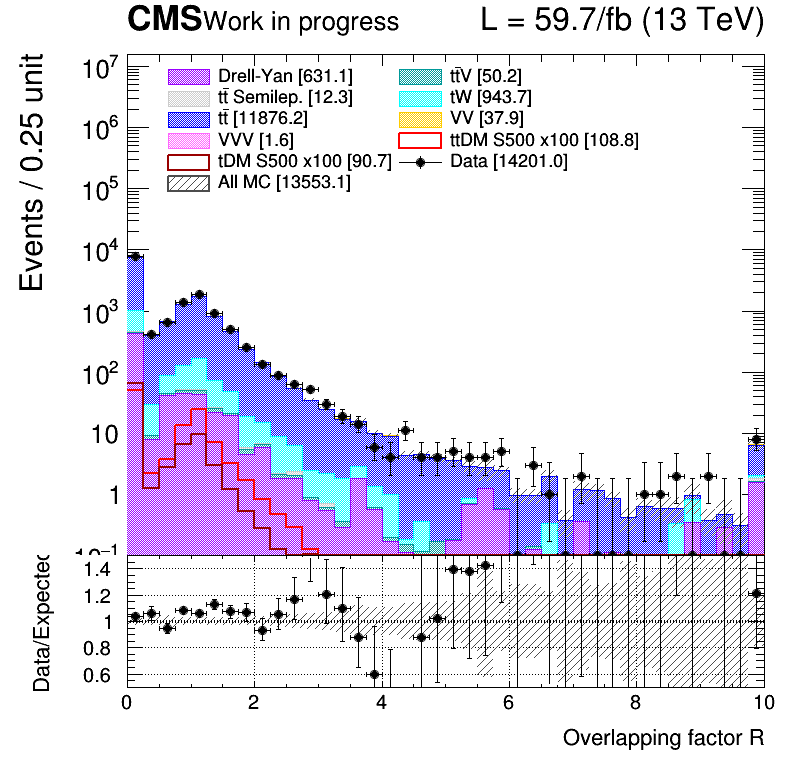 CMS Work in progress L = 59.7/fb (13 TeV)
Events / 0.25 unit
10⁷
10⁶
10⁵
10⁴
10³
10²
10
1
10⁻¹
Drell-Yan [631.1] tt̄V [50.2]
tt̄ Semilep. [12.3] tW [943.7]
tt̄ [11876.2] VV [37.9]
VVV [1.6] ttDM S500 x100 [108.8]
tDM S500 x100 [90.7] Data [14201.0]
All MC [13553.1]
Data/Expected
1.4
1.2
1
0.8
0.6
0 2 4 6 8 10
Overlapping factor R